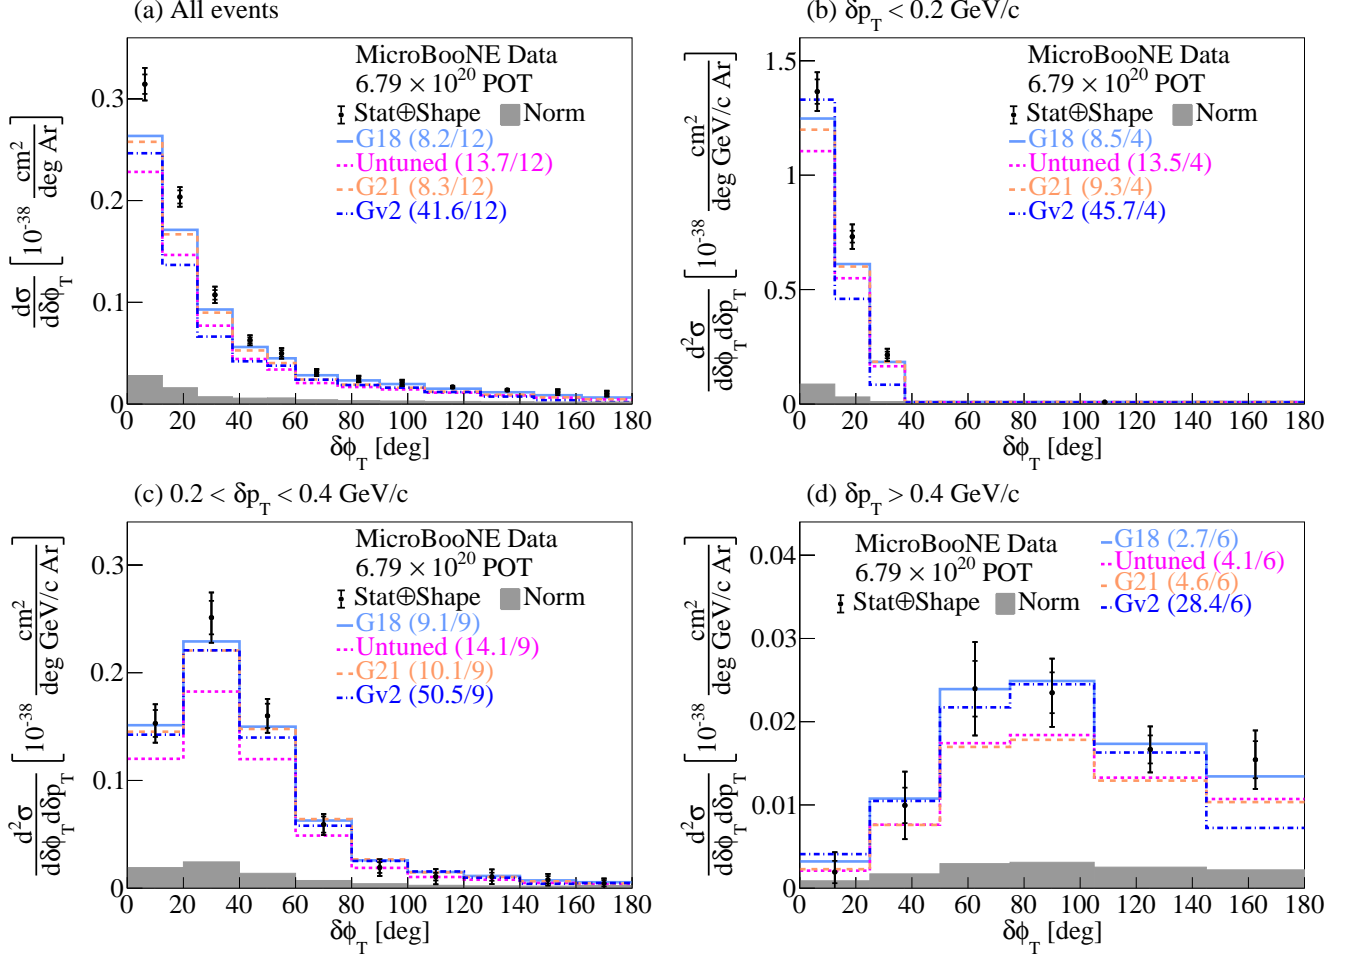 (a) All events
MicroBooNE Data
6.79 × 10²⁰ POT
Stat⊕Shape Norm
G18 (8.2/12)
Untuned (13.7/12)
G21 (8.3/12)
Gv2 (41.6/12)
0.3
0.2
0.1
0
0 20 40 60 80 100 120 140 160 180
δϕ_T [deg]
dσ/dδϕ_T [10⁻³⁸ cm²/deg Ar]
(b) δp_T < 0.2 GeV/c
MicroBooNE Data
6.79 × 10²⁰ POT
Stat⊕Shape Norm
G18 (8.5/4)
Untuned (13.5/4)
G21 (9.3/4)
Gv2 (45.7/4)
1.5
1
0.5
0
0 20 40 60 80 100 120 140 160 180
δϕ_T [deg]
d²σ/dδϕ_T dδp_T [10⁻³⁸ cm²/deg GeV/c Ar]
(c) 0.2 < δp_T < 0.4 GeV/c
MicroBooNE Data
6.79 × 10²⁰ POT
Stat⊕Shape Norm
G18 (9.1/9)
Untuned (14.1/9)
G21 (10.1/9)
Gv2 (50.5/9)
0.3
0.2
0.1
0
0 20 40 60 80 100 120 140 160 180
δϕ_T [deg]
d²σ/dδϕ_T dδp_T [10⁻³⁸ cm²/deg GeV/c Ar]
(d) δp_T > 0.4 GeV/c
MicroBooNE Data
6.79 × 10²⁰ POT
Stat⊕Shape Norm
G18 (2.7/6)
Untuned (4.1/6)
G21 (4.6/6)
Gv2 (28.4/6)
0.04
0.03
0.02
0.01
0
0 20 40 60 80 100 120 140 160 180
δϕ_T [deg]
d²σ/dδϕ_T dδp_T [10⁻³⁸ cm²/deg GeV/c Ar]